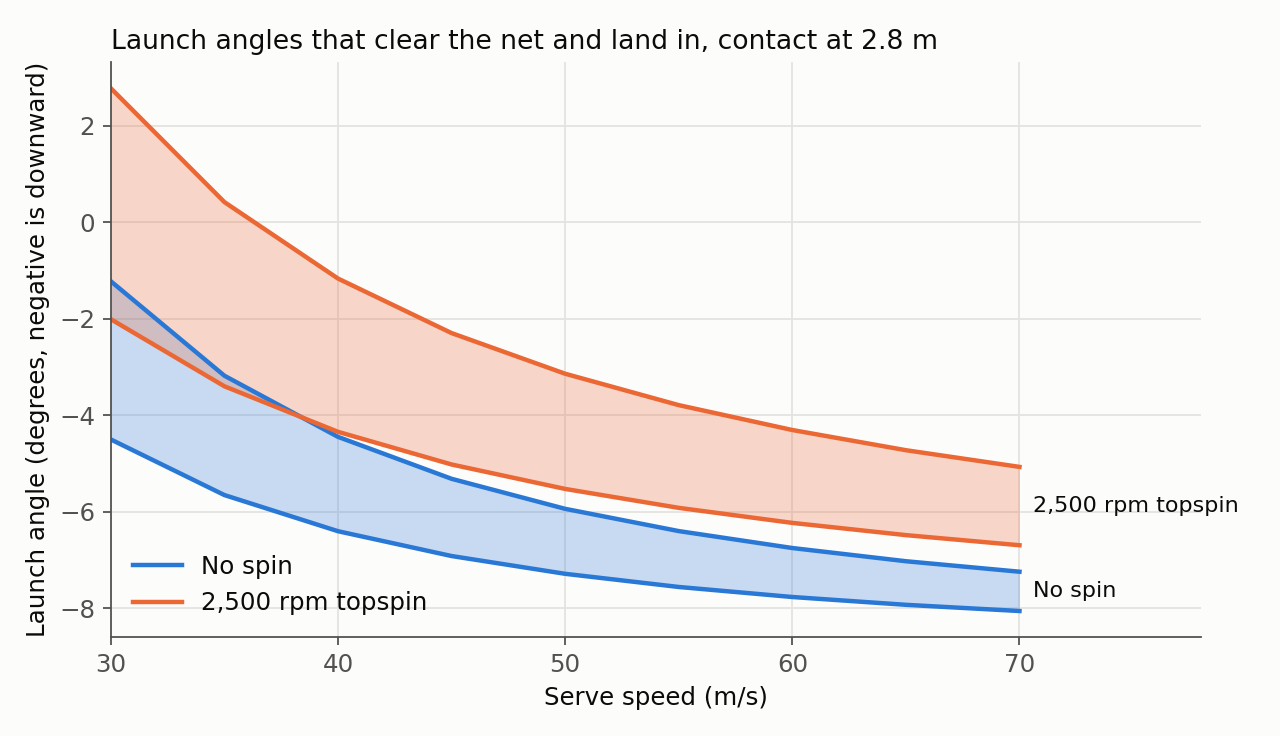 Launch angles that clear the net and land in, contact at 2.8 m
Launch angle (degrees, negative is downward)
2
0
−2
−4
−6
−8
2,500 rpm topspin
No spin
No spin
2,500 rpm topspin
30
40
50
60
70
Serve speed (m/s)